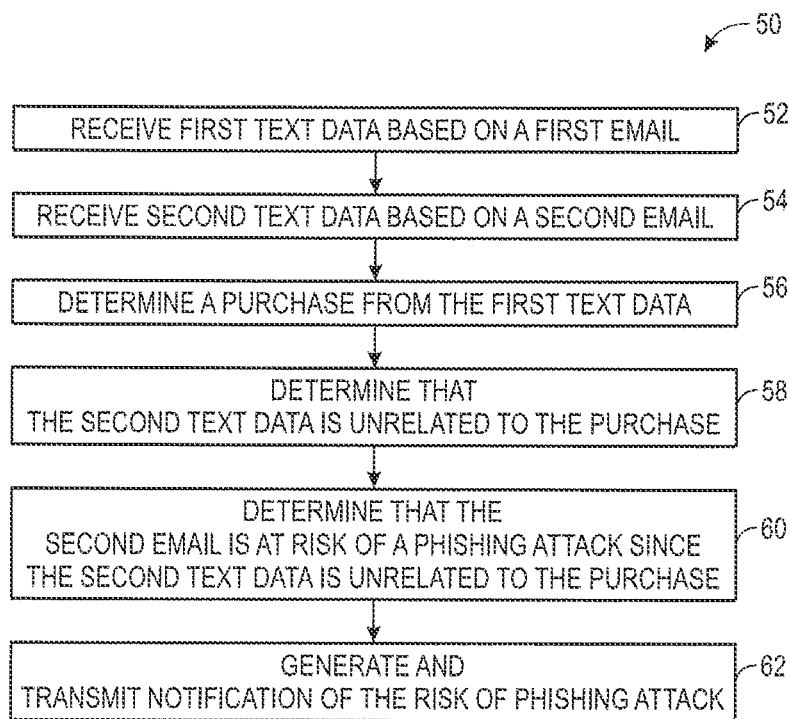 50
RECEIVE FIRST TEXT DATA BASED ON A FIRST EMAIL
52
RECEIVE SECOND TEXT DATA BASED ON A SECOND EMAIL
54
DETERMINE A PURCHASE FROM THE FIRST TEXT DATA
56
DETERMINE THAT
THE SECOND TEXT DATA IS UNRELATED TO THE PURCHASE
58
DETERMINE THAT THE
SECOND EMAIL IS AT RISK OF A PHISHING ATTACK SINCE
THE SECOND TEXT DATA IS UNRELATED TO THE PURCHASE
60
GENERATE AND
TRANSMIT NOTIFICATION OF THE RISK OF PHISHING ATTACK
62